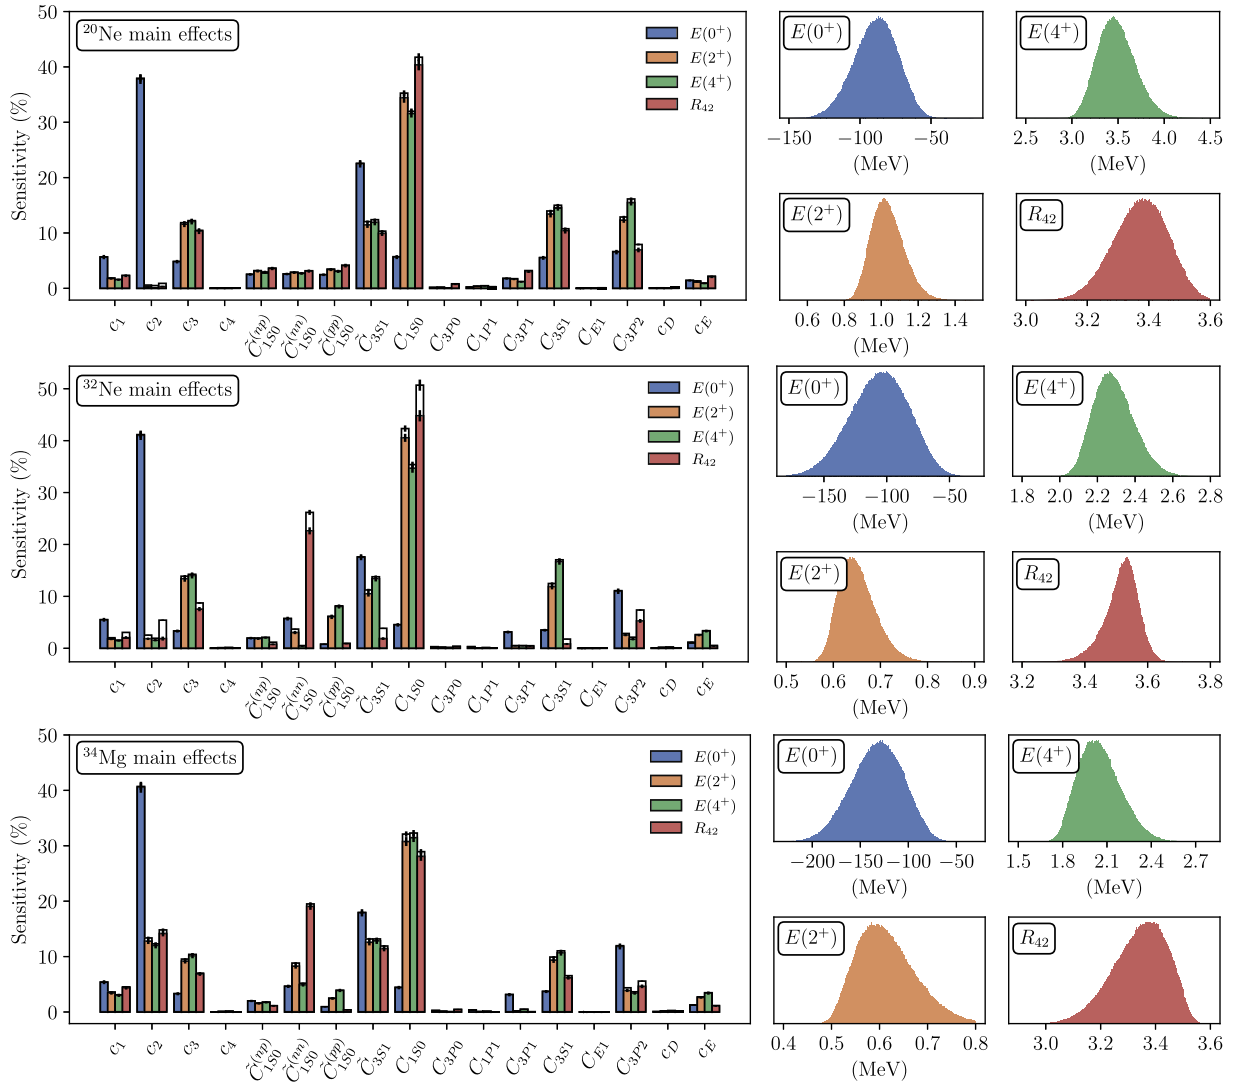 ²⁰Ne main effects
Sensitivity (%)
50
40
30
20
10
0
E(0⁺)
E(2⁺)
E(4⁺)
R₄₂
c₁ c₂ c₃ c₄ C̃₁S₀⁽ⁿᵖ⁾ C̃₁S₀⁽ⁿⁿ⁾ C̃₁S₀⁽ᵖᵖ⁾ C̃₃S₁ C₁S₀ C₃P₀ C₁P₁ C₃P₁ C₃S₁ C_E1 C₃P₂ c_D c_E
E(0⁺)
−150 −100 −50
(MeV)
E(4⁺)
2.5 3.0 3.5 4.0 4.5
(MeV)
E(2⁺)
0.6 0.8 1.0 1.2 1.4
(MeV)
R₄₂
3.0 3.2 3.4 3.6
³²Ne main effects
Sensitivity (%)
50
40
30
20
10
0
E(0⁺)
E(2⁺)
E(4⁺)
R₄₂
c₁ c₂ c₃ c₄ C̃₁S₀⁽ⁿᵖ⁾ C̃₁S₀⁽ⁿⁿ⁾ C̃₁S₀⁽ᵖᵖ⁾ C̃₃S₁ C₁S₀ C₃P₀ C₁P₁ C₃P₁ C₃S₁ C_E1 C₃P₂ c_D c_E
E(0⁺)
−150 −100 −50
(MeV)
E(4⁺)
1.8 2.0 2.2 2.4 2.6 2.8
(MeV)
E(2⁺)
0.5 0.6 0.7 0.8 0.9
(MeV)
R₄₂
3.2 3.4 3.6 3.8
³⁴Mg main effects
Sensitivity (%)
50
40
30
20
10
0
E(0⁺)
E(2⁺)
E(4⁺)
R₄₂
c₁ c₂ c₃ c₄ C̃₁S₀⁽ⁿᵖ⁾ C̃₁S₀⁽ⁿⁿ⁾ C̃₁S₀⁽ᵖᵖ⁾ C̃₃S₁ C₁S₀ C₃P₀ C₁P₁ C₃P₁ C₃S₁ C_E1 C₃P₂ c_D c_E
E(0⁺)
−200 −150 −100 −50
(MeV)
E(4⁺)
1.5 1.8 2.1 2.4 2.7
(MeV)
E(2⁺)
0.4 0.5 0.6 0.7 0.8
(MeV)
R₄₂
3.0 3.2 3.4 3.6